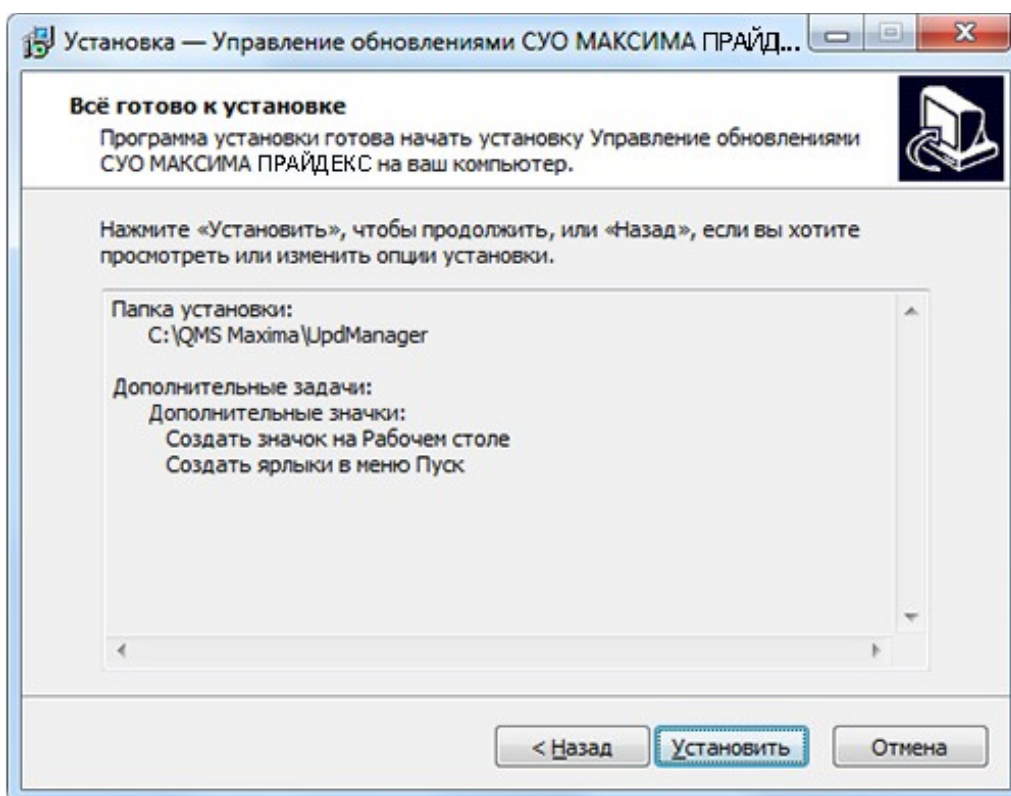 Установка — Управление обновлениями СУО МАКСИМА ПРАЙД...
Всё готово к установке
Программа установки готова начать установку Управление обновлениями
СУО МАКСИМА ПРАЙДЕКС на ваш компьютер.
Нажмите «Установить», чтобы продолжить, или «Назад», если вы хотите
просмотреть или изменить опции установки.
Папка установки:
C:\QMS Maxima\UpdManager
Дополнительные задачи:
Дополнительные значки:
Создать значок на Рабочем столе
Создать ярлыки в меню Пуск
< Назад Установить Отмена